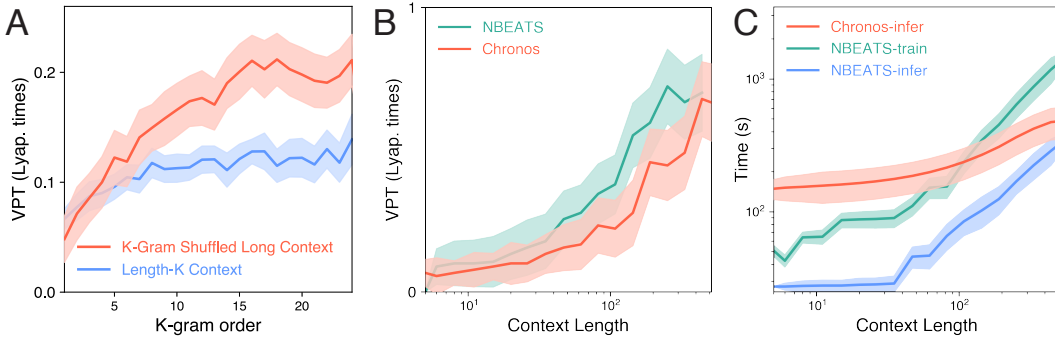 A
VPT (Lyap. times)
0.2
0.1
0.0
K-Gram Shuffled Long Context
Length-K Context
5 10 15 20
K-gram order
B
VPT (Lyap. times)
1
0
NBEATS
Chronos
10¹ 10²
Context Length
C
Time (s)
10³
10²
Chronos-infer
NBEATS-train
NBEATS-infer
10¹ 10²
Context Length